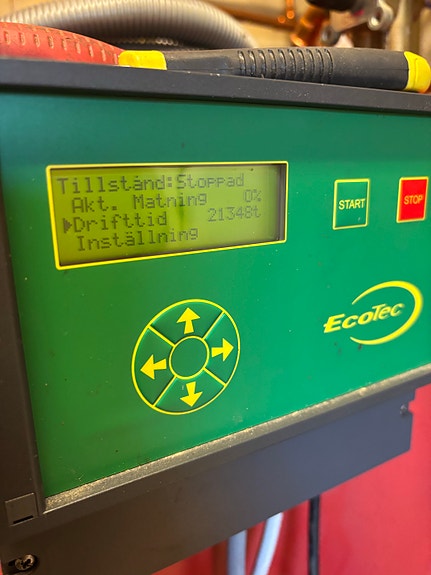 Tillstånd:Stoppad
Akt. Matning 0%
Drifttid 21348t
Inställning
START
STOP
ECOTEC